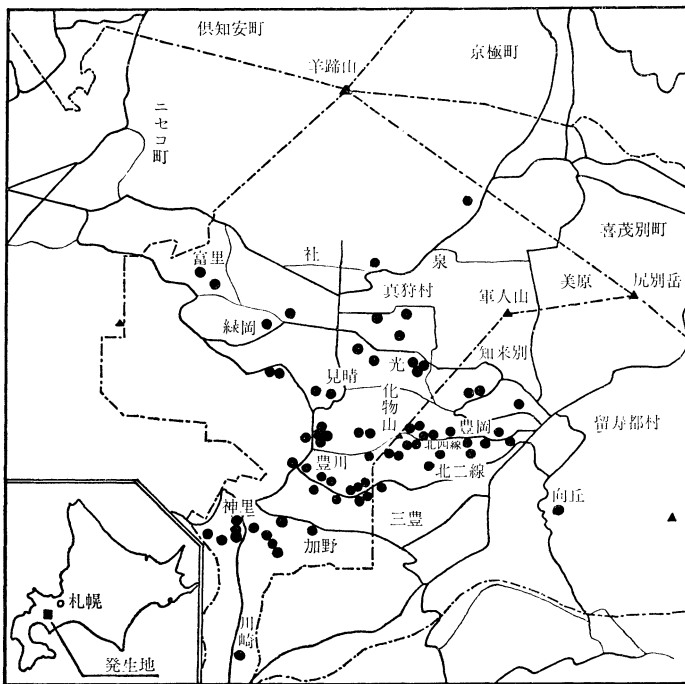 倶知安町
京極町
羊蹄山
ニセコ町
喜茂別町
富里
社
泉
真狩村
軍人山
美原
尻別岳
緑岡
光
知来別
見晴
化物山
豊岡
留寿都村
北四線
豊川
北二線
向丘
神里
三豊
加野
川崎
札幌
発生地